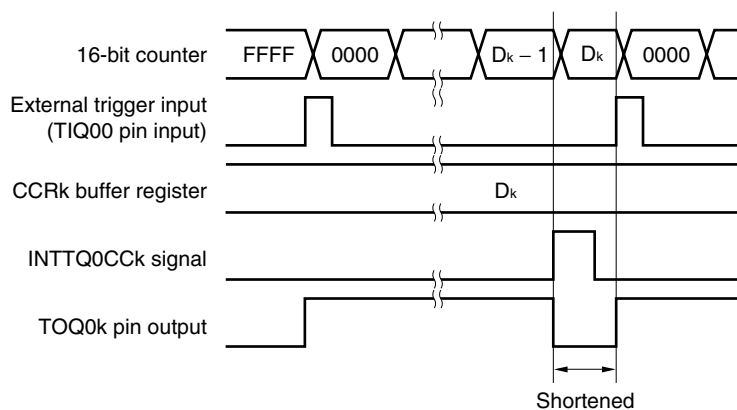 16-bit counter FFFF 0000 Dk − 1 Dk 0000
External trigger input
(TIQ00 pin input)
CCRk buffer register Dk
INTTQ0CCk signal
TOQ0k pin output
Shortened